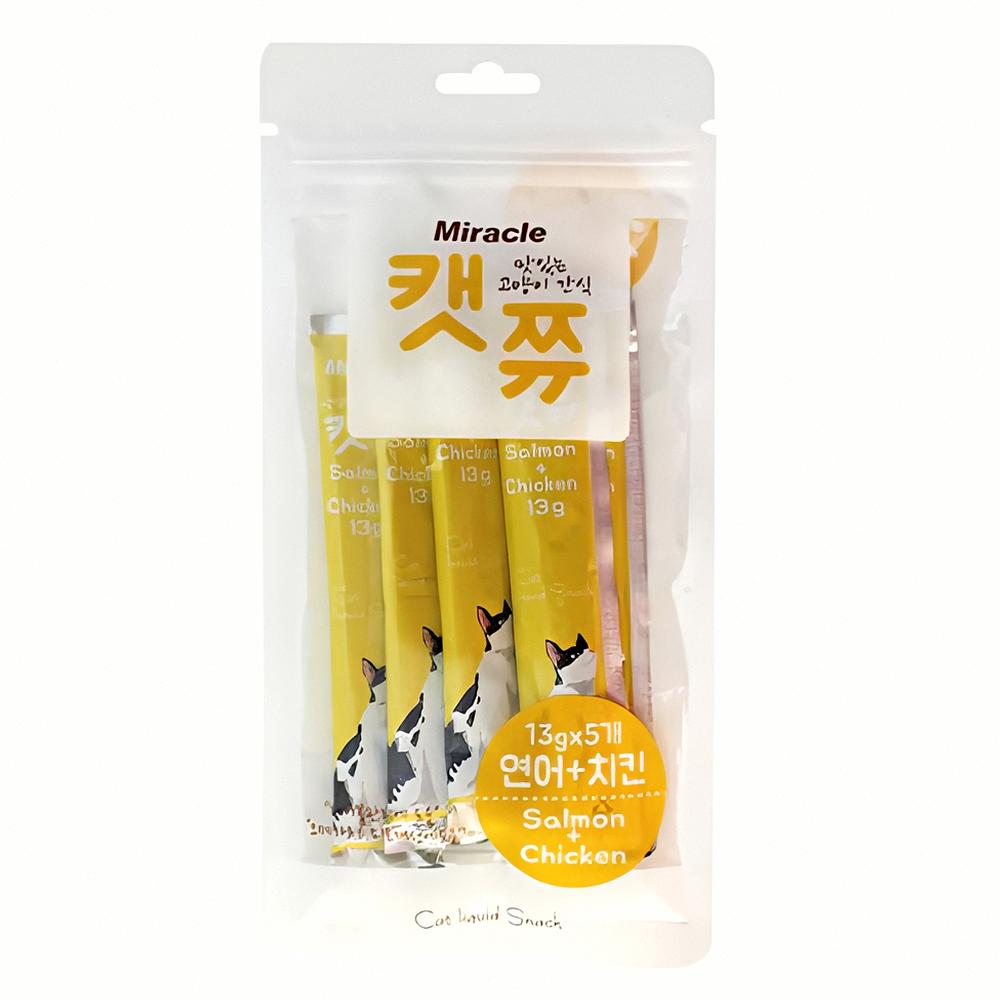 Miracle
캣쮸
맛있는
고양이 간식
Salmon
+
Chicken
13g
Chicken
13g
Salmon
+
Chicken
13g
13gx5개
연어+치킨
Salmon
+
Chicken
Cat Liquid Snack